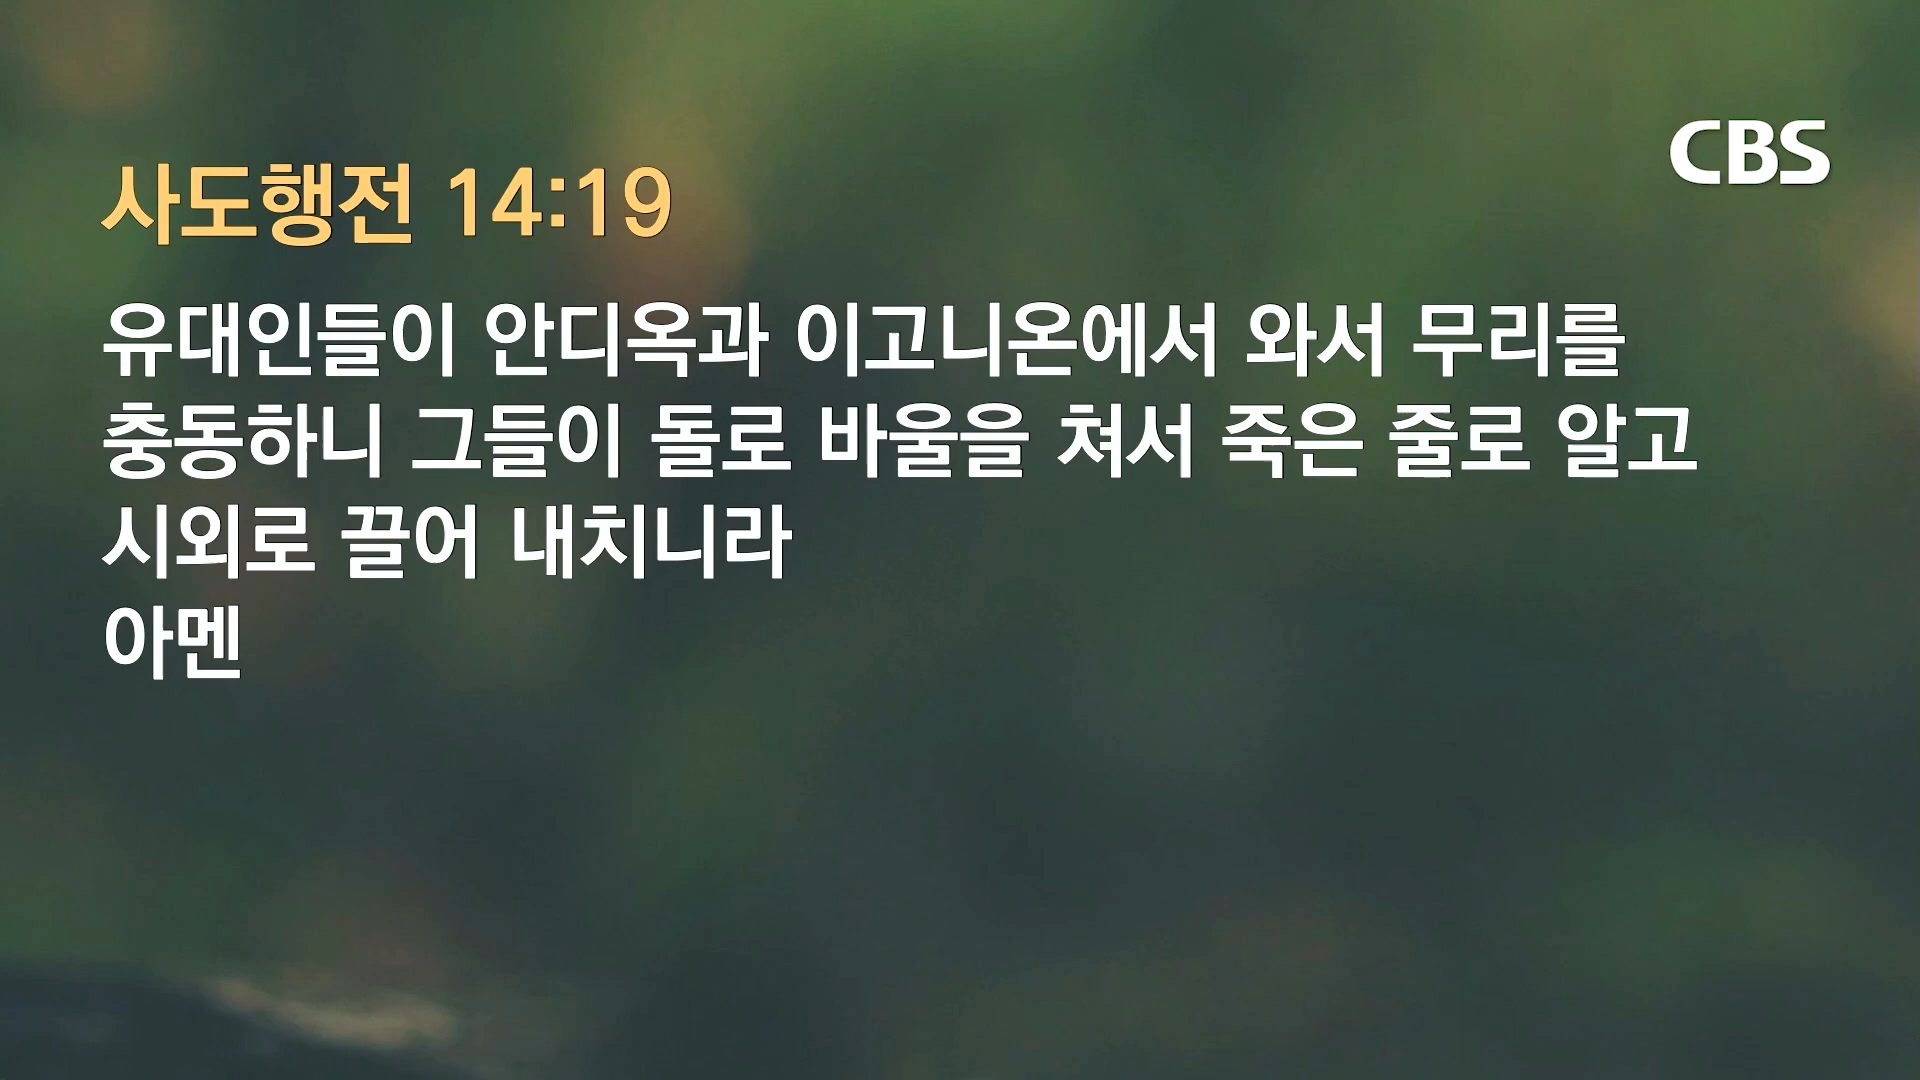 CBS
사도행전 14:19
유대인들이 안디옥과 이고니온에서 와서 무리를
충동하니 그들이 돌로 바울을 쳐서 죽은 줄로 알고
시외로 끌어 내치니라
아멘